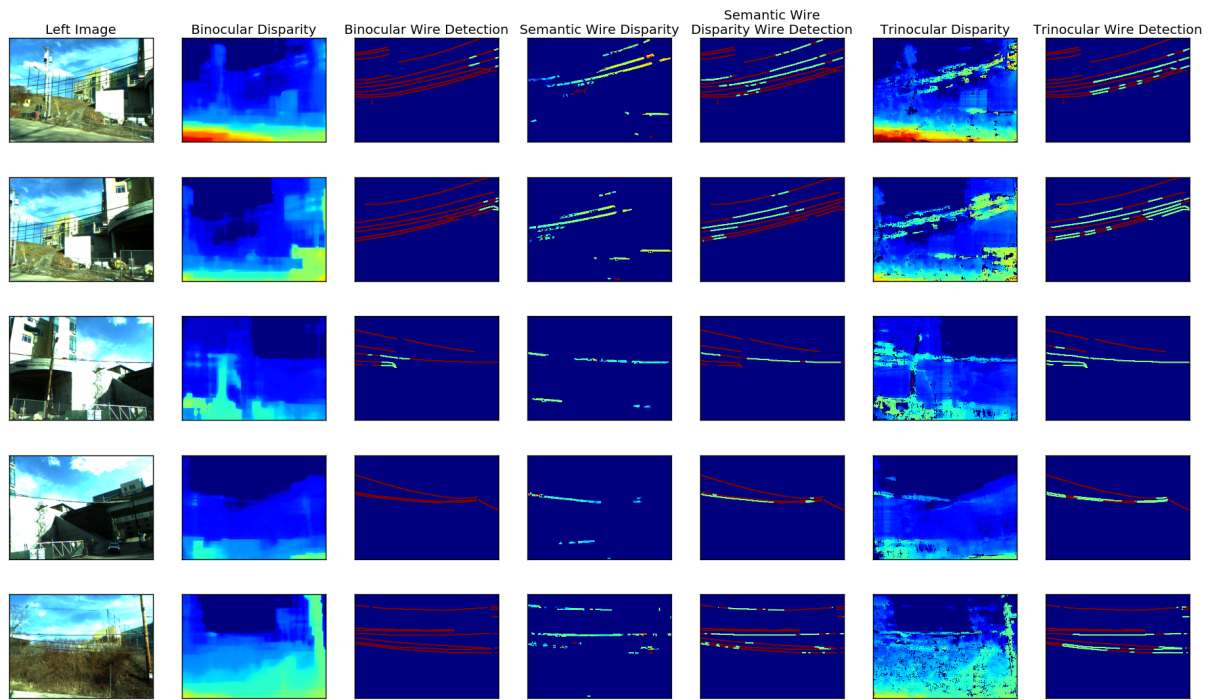 Left Image
Binocular Disparity
Binocular Wire Detection
Semantic Wire Disparity
Semantic Wire
Disparity Wire Detection
Trinocular Disparity
Trinocular Wire Detection